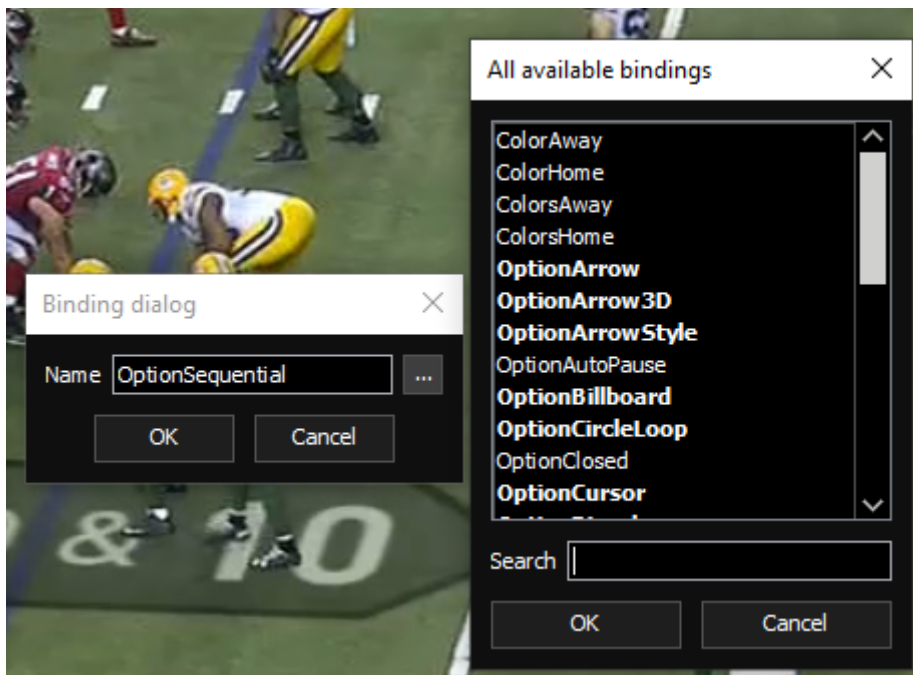 All available bindings
ColorAway
ColorHome
ColorsAway
ColorsHome
OptionArrow
OptionArrow3D
OptionArrowStyle
OptionAutoPause
OptionBillboard
OptionCircleLoop
OptionClosed
OptionCursor
Search
OK Cancel
Binding dialog
Name OptionSequential ...
OK Cancel
& 10